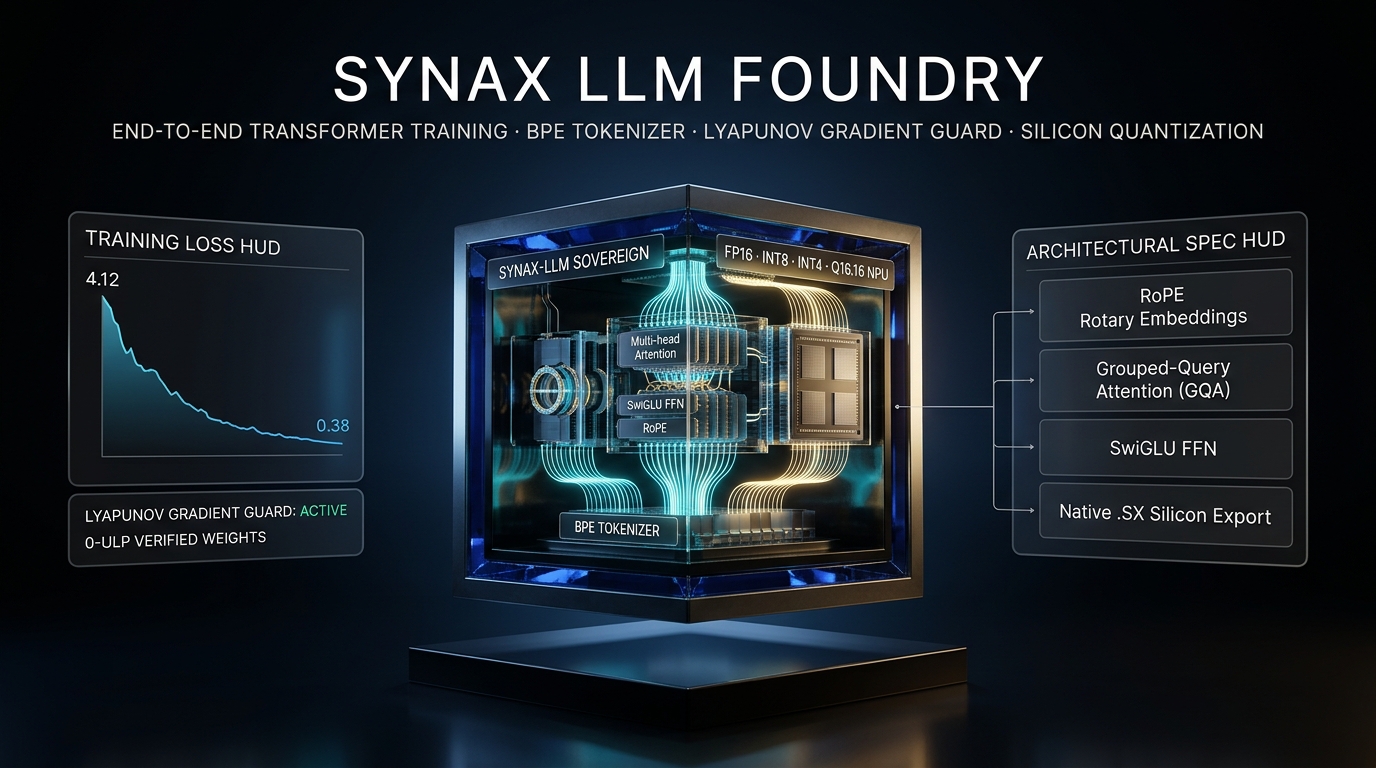 SYNAX LLM FOUNDRY
END-TO-END TRANSFORMER TRAINING · BPE TOKENIZER · LYAPUNOV GRADIENT GUARD · SILICON QUANTIZATION
TRAINING LOSS HUD
4.12
0.38
LYAPUNOV GRADIENT GUARD: ACTIVE
0-ULP VERIFIED WEIGHTS
SYNAX-LLM SOVEREIGN
FP16 · INT8 · INT4 · Q16.16 NPU
Multi-head
Artention
SwiGLU FFN
RoPE
BPE TOKENIZER
ARCHITECTURAL SPEC HUD
RoPE
Rotary Embeddings
Grouped-Query
Attention (GQA)
SwiGLU FFN
Native .SX Silicon Export